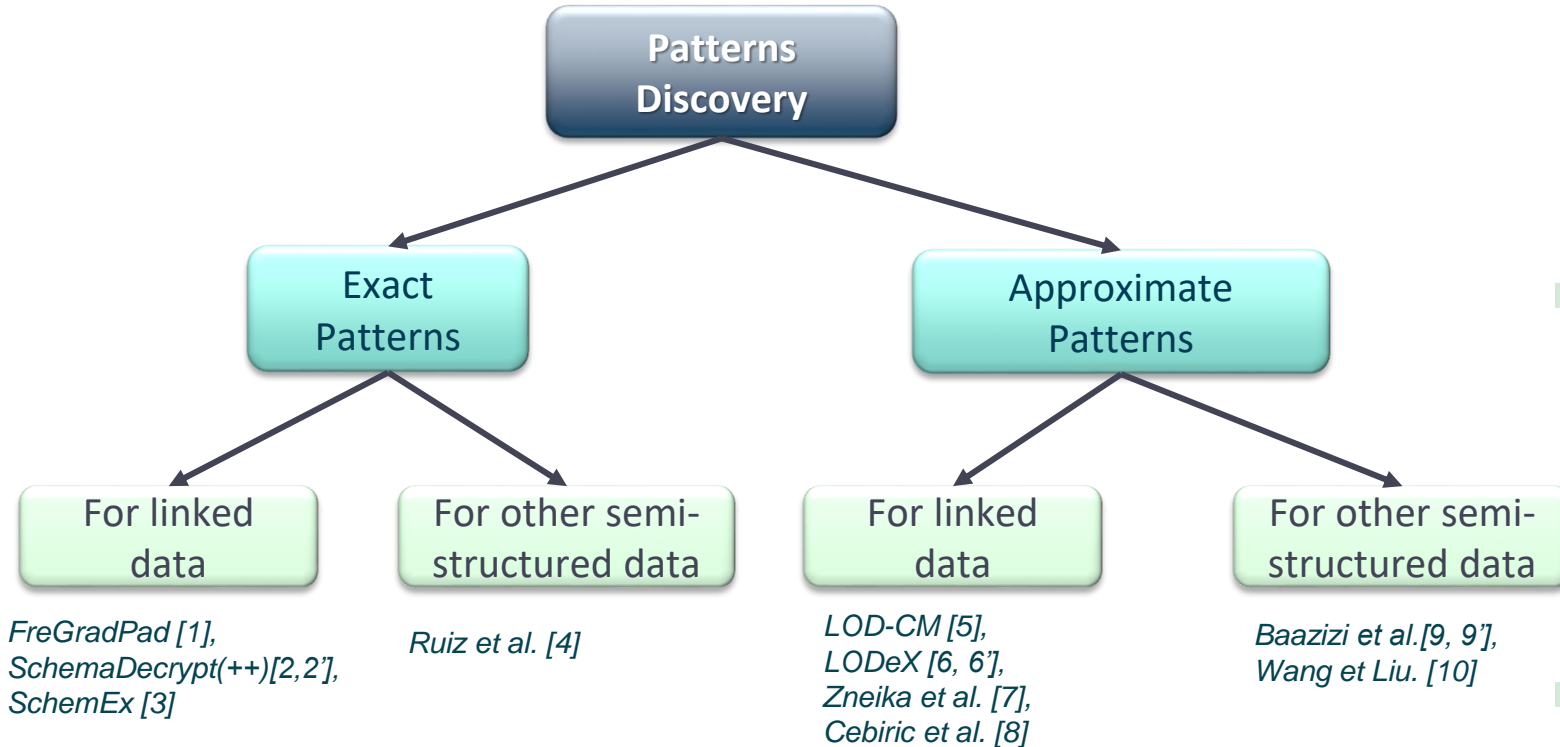 Patterns
Discovery
Exact
Patterns
Approximate
Patterns
For linked
data
For other semi-
structured data
For linked
data
For other semi-
structured data
FreGradPad [1],
SchemaDecrypt(++)[2,2'],
SchemEx [3]
Ruiz et al. [4]
LOD-CM [5],
LODeX [6, 6'],
Zneika et al. [7],
Cebiric et al. [8]
Baazizi et al.[9, 9'],
Wang et Liu. [10]